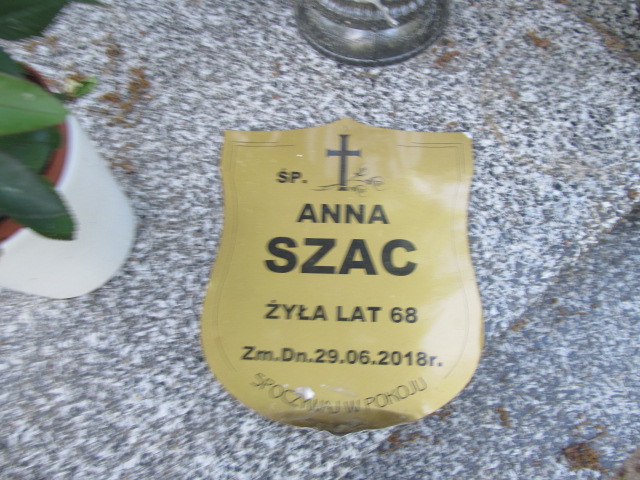 ŚP.
ANNA
SZAC
ŻYŁA LAT 68
Zm.Dn.29.06.2018r.
SPOCZYWAJ W POKOJU